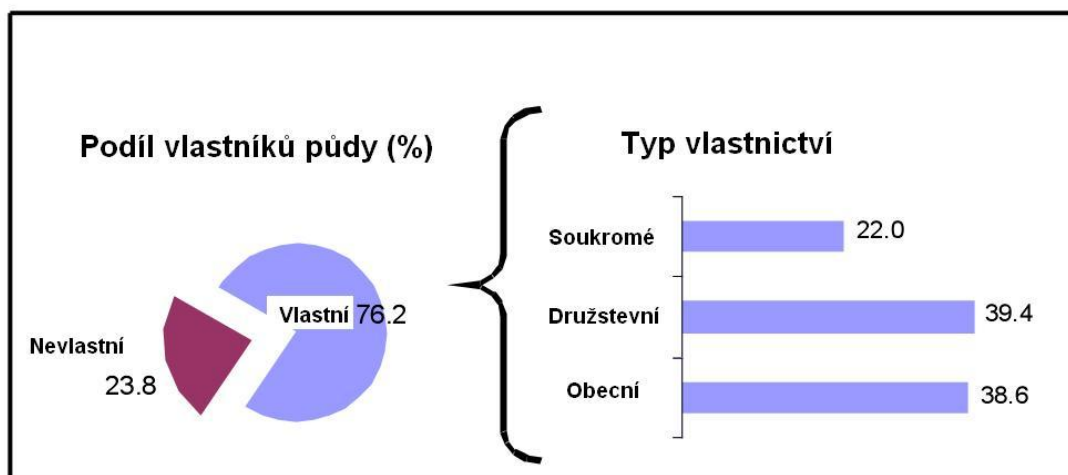 Podíl vlastníků půdy (%)
Vlastní 76.2
Nevlastní
23.8
Typ vlastnictví
Soukromé 22.0
Družstevní 39.4
Obecní 38.6